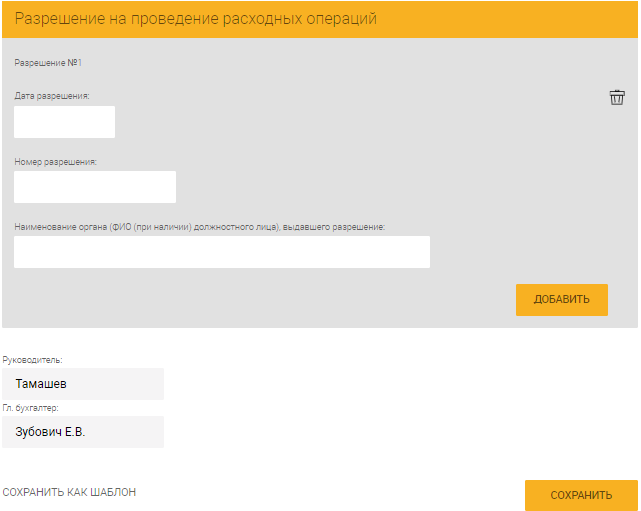 Разрешение на проведение расходных операций
Разрешение №1
Дата разрешения:
Номер разрешения:
Наименование органа (ФИО (при наличии) должностного лица), выдавшего разрешение:
ДОБАВИТЬ
Руководитель:
Тамашев
Гл. бухгалтер:
Зубович Е.В.
СОХРАНИТЬ КАК ШАБЛОН
СОХРАНИТЬ